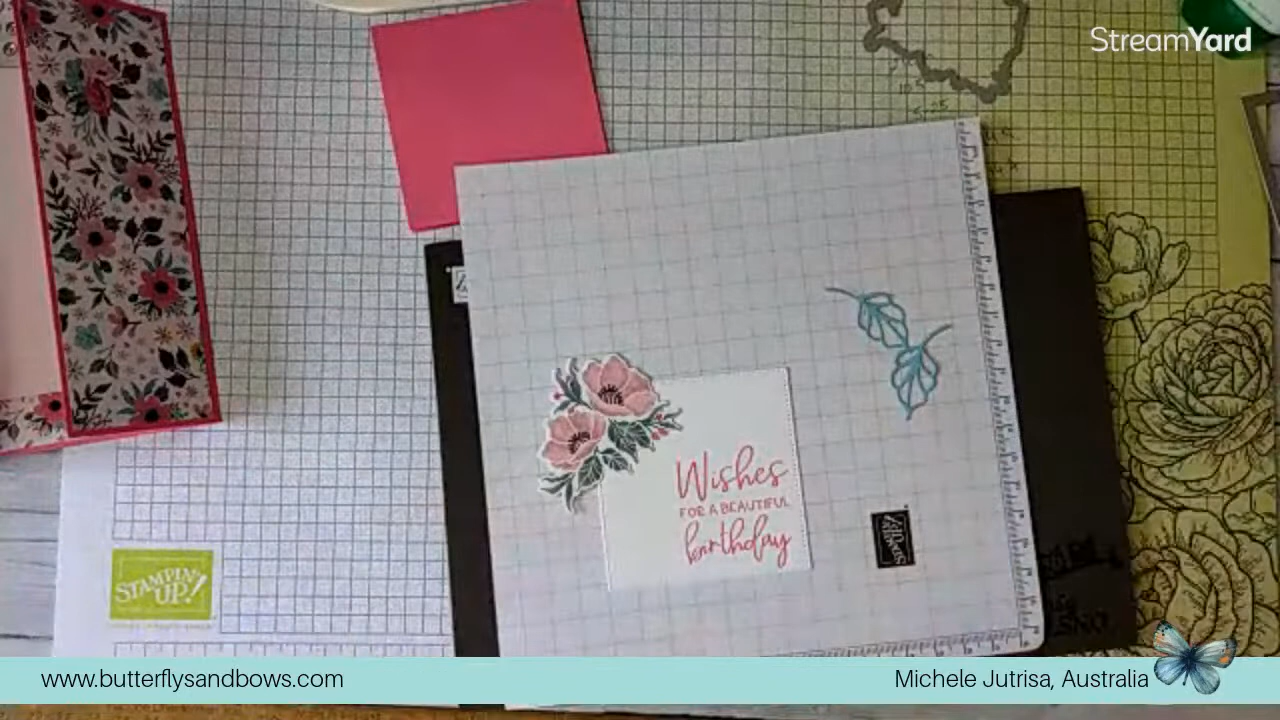 StreamYard
Wishes
FOR A BEAUTIFUL
birthday
STAMPIN'
UP!
www.butterflysandbows.com
Michele Jutrisa, Australia